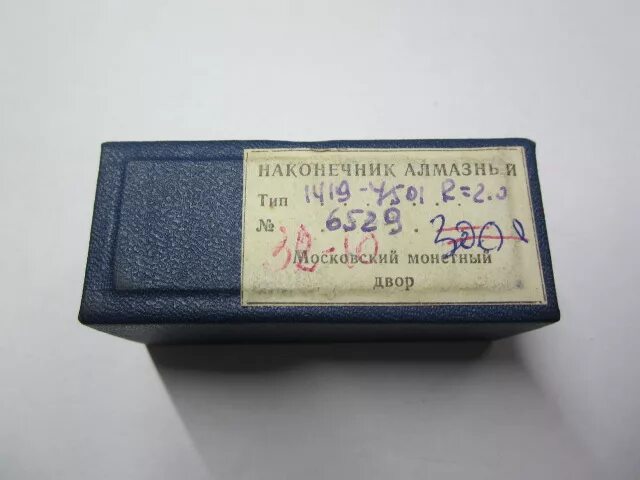 НАКОНЕЧНИК АЛМАЗНЫЙ
Тип 1419-4501 R=2.0
№ 6529 300
32-10
Московский монетный
двор